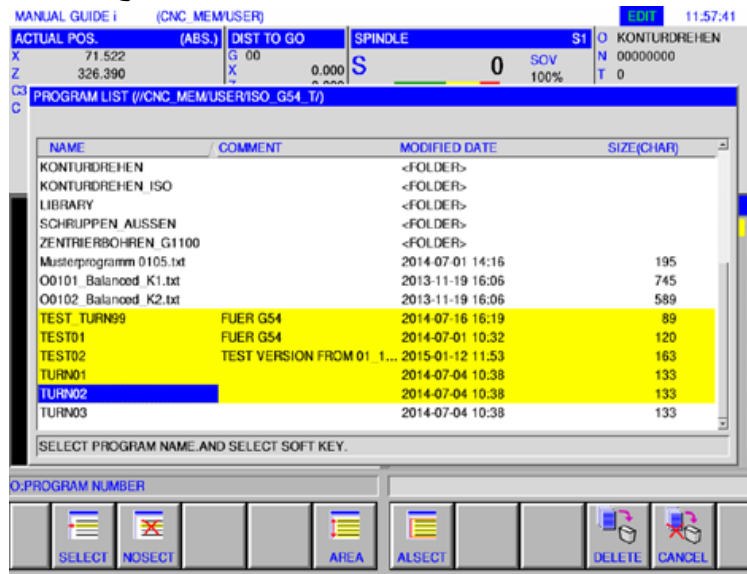 MANUAL GUIDE i (CNC_MEM/USER) EDIT 11:57:41
ACTUAL POS. (ABS.) DIST TO GO SPINDLE S1 O KONTURDREHEN
X 71.522 G 00 S 0 SOV N 00000000
Z 326.390 X 0.000 100% T 0
C3
C
PROGRAM LIST (//CNC_MEM/USER/ISO_G54_T/)
NAME COMMENT MODIFIED DATE SIZE(CHAR)
KONTURDREHEN <FOLDER>
KONTURDREHEN_ISO <FOLDER>
LIBRARY <FOLDER>
SCHRUPPEN_AUSSEN <FOLDER>
ZENTRIERBOHREN_G1100 <FOLDER>
Musterprogramm 0105.txt 2014-07-01 14:16 195
O0101_Balanced_K1.txt 2013-11-19 16:06 745
O0102_Balanced_K2.txt 2013-11-19 16:06 589
TEST_TURN99 FUER G54 2014-07-16 16:19 89
TEST01 FUER G54 2014-07-01 10:32 120
TEST02 TEST VERSION FROM 01_1... 2015-01-12 11:53 163
TURN01 2014-07-04 10:38 133
TURN02 2014-07-04 10:38 133
TURN03 2014-07-04 10:38 133
SELECT PROGRAM NAME.AND SELECT SOFT KEY.
O:PROGRAM NUMBER
SELECT NOSECT AREA ALSECT DELETE CANCEL